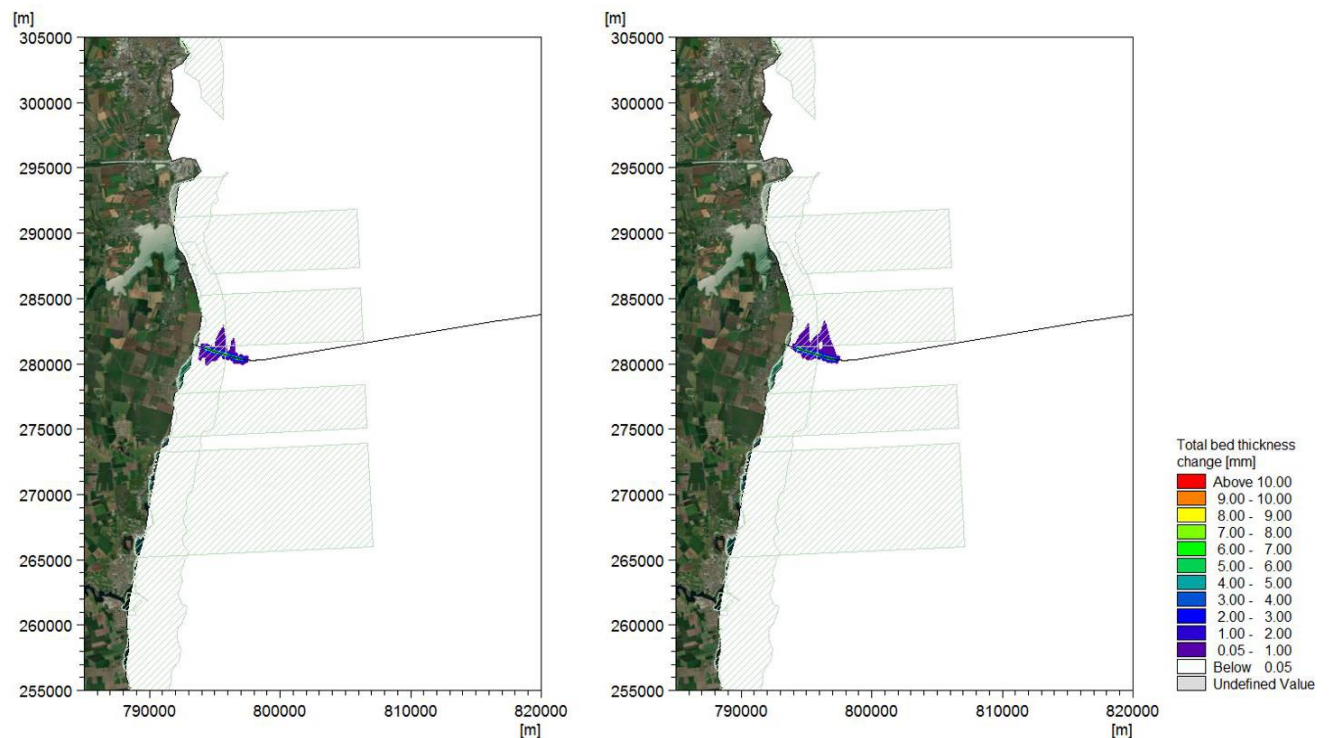 [m]
305000
300000
295000
290000
285000
280000
275000
270000
265000
260000
255000
790000 800000 810000 820000
[m]
[m]
305000
300000
295000
290000
285000
280000
275000
270000
265000
260000
255000
790000 800000 810000 820000
[m]
Total bed thickness
change [mm]
Above 10.00
9.00 - 10.00
8.00 - 9.00
7.00 - 8.00
6.00 - 7.00
5.00 - 6.00
4.00 - 5.00
3.00 - 4.00
2.00 - 3.00
1.00 - 2.00
0.05 - 1.00
Below 0.05
Undefined Value